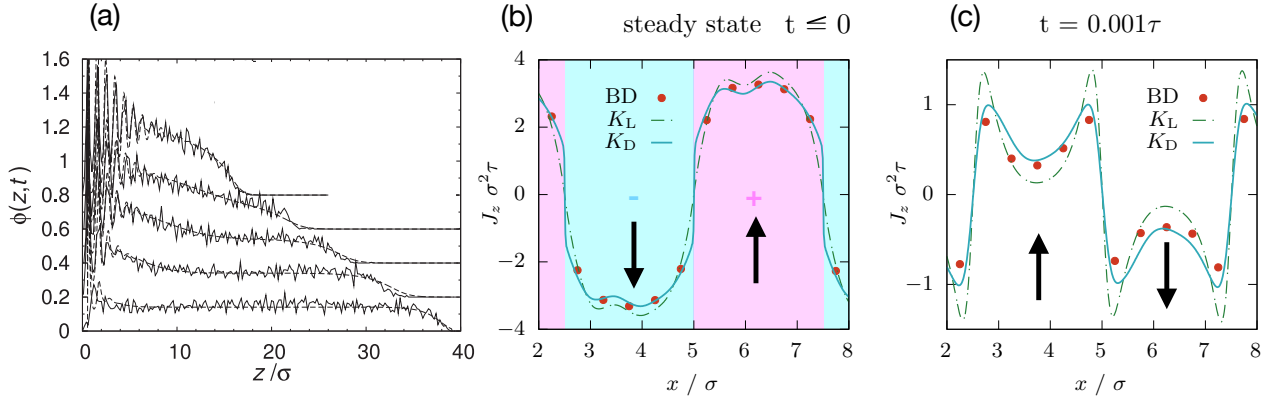 (a)
1.6
1.4
1.2
1
0.8
0.6
0.4
0.2
0
ϕ(z,t)
0 10 20 30 40
z/σ
(b) steady state t ≦ 0
4
2
0
−2
−4
J_z σ²τ
BD
K_L
K_D
-
+
2 3 4 5 6 7 8
x / σ
(c) t = 0.001τ
1
0
−1
J_z σ²τ
BD
K_L
K_D
2 3 4 5 6 7 8
x / σ